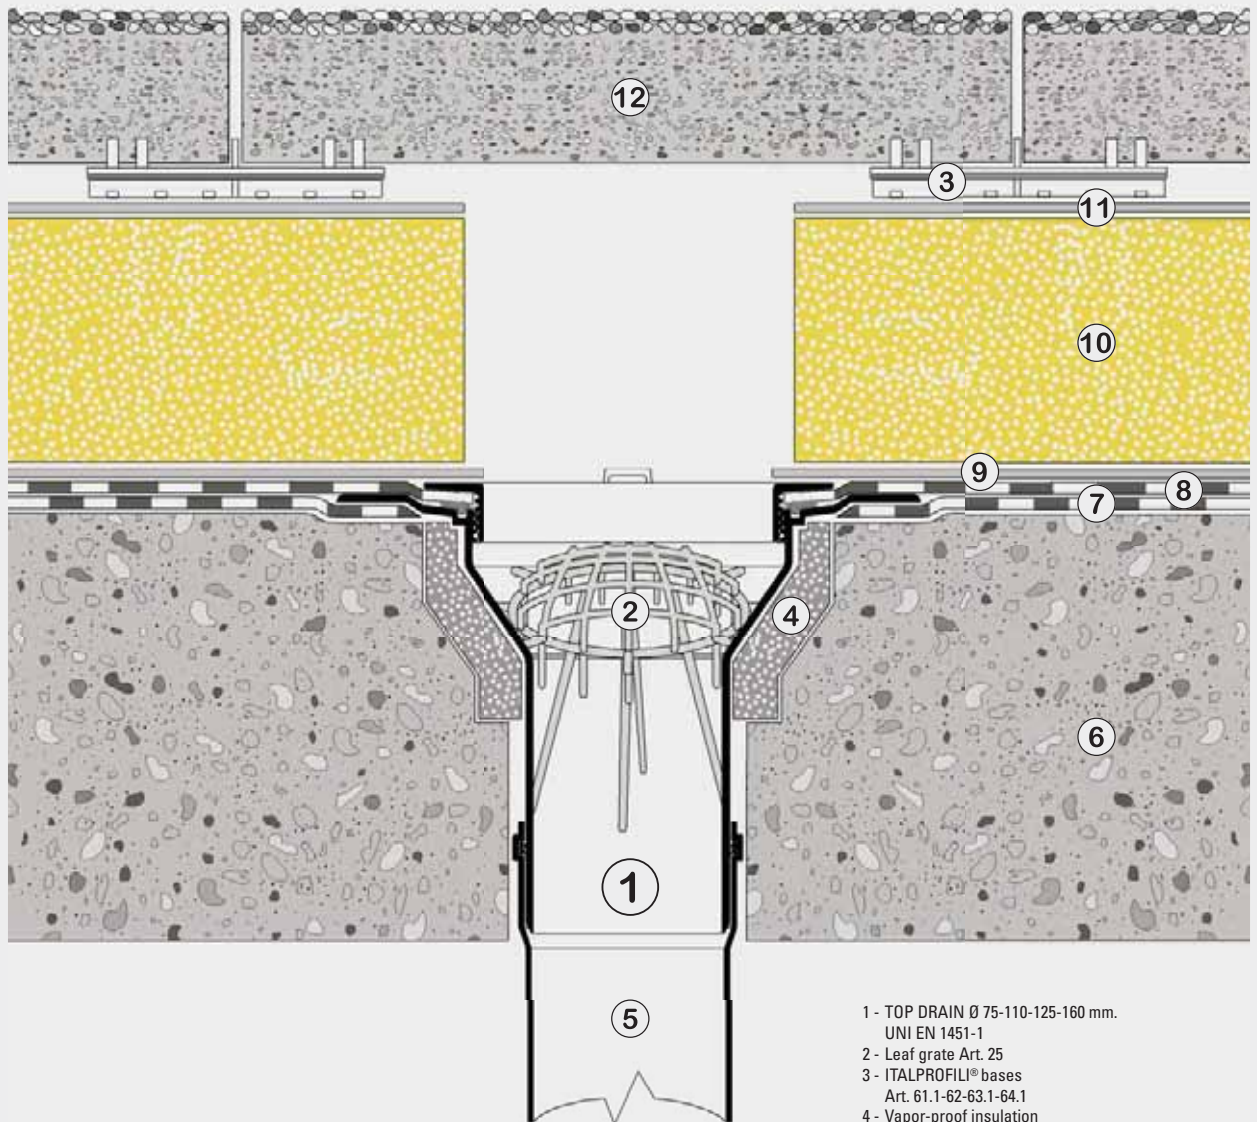 12
3
11
10
9
8
7
2
4
6
1
5
1 - TOP DRAIN Ø 75-110-125-160 mm.
UNI EN 1451-1
2 - Leaf grate Art. 25
3 - ITALPROFILI® bases
Art. 61.1-62-63.1-64.1
4 - Vapor-proof insulation